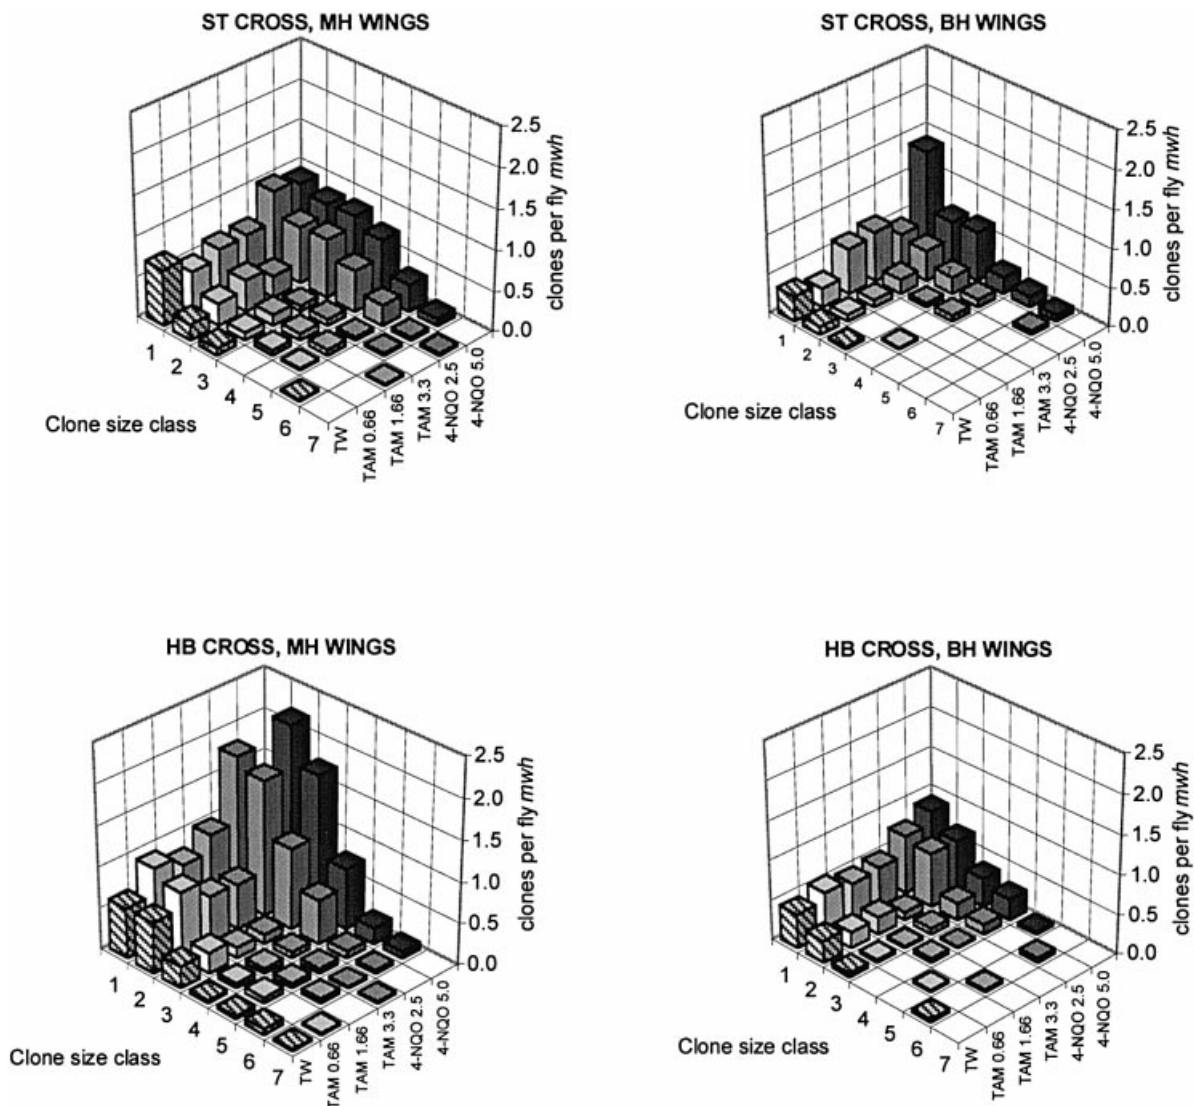 ST CROSS, MH WINGS
2.5
2.0
1.5
1.0
0.5
0.0
clones per fly mwh
1
2
3
4
5
6
7
Clone size class
TW
TAM 0.66
TAM 1.66
TAM 3.3
4-NQO 2.5
4-NQO 5.0
ST CROSS, BH WINGS
2.5
2.0
1.5
1.0
0.5
0.0
clones per fly mwh
1
2
3
4
5
6
7
Clone size class
TW
TAM 0.66
TAM 1.66
TAM 3.3
4-NQO 2.5
4-NQO 5.0
HB CROSS, MH WINGS
2.5
2.0
1.5
1.0
0.5
0.0
clones per fly mwh
1
2
3
4
5
6
7
Clone size class
TW
TAM 0.66
TAM 1.66
TAM 3.3
4-NQO 2.5
4-NQO 5.0
HB CROSS, BH WINGS
2.5
2.0
1.5
1.0
0.5
0.0
clones per fly mwh
1
2
3
4
5
6
7
Clone size class
TW
TAM 0.66
TAM 1.66
TAM 3.3
4-NQO 2.5
4-NQO 5.0